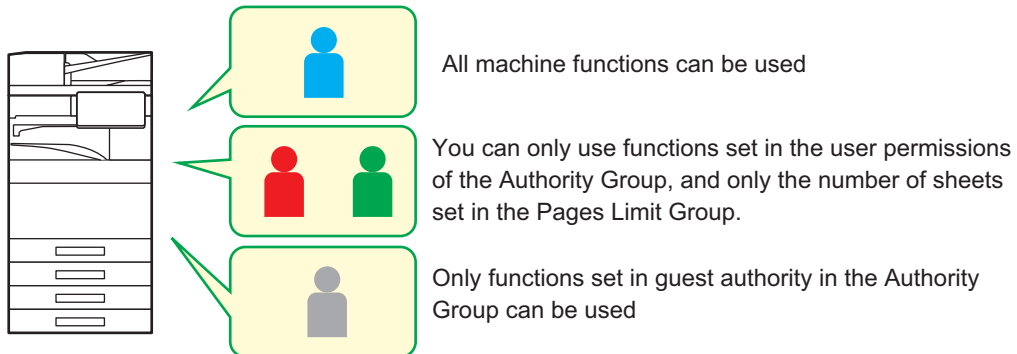 All machine functions can be used
You can only use functions set in the user permissions
of the Authority Group, and only the number of sheets
set in the Pages Limit Group.
Only functions set in guest authority in the Authority
Group can be used